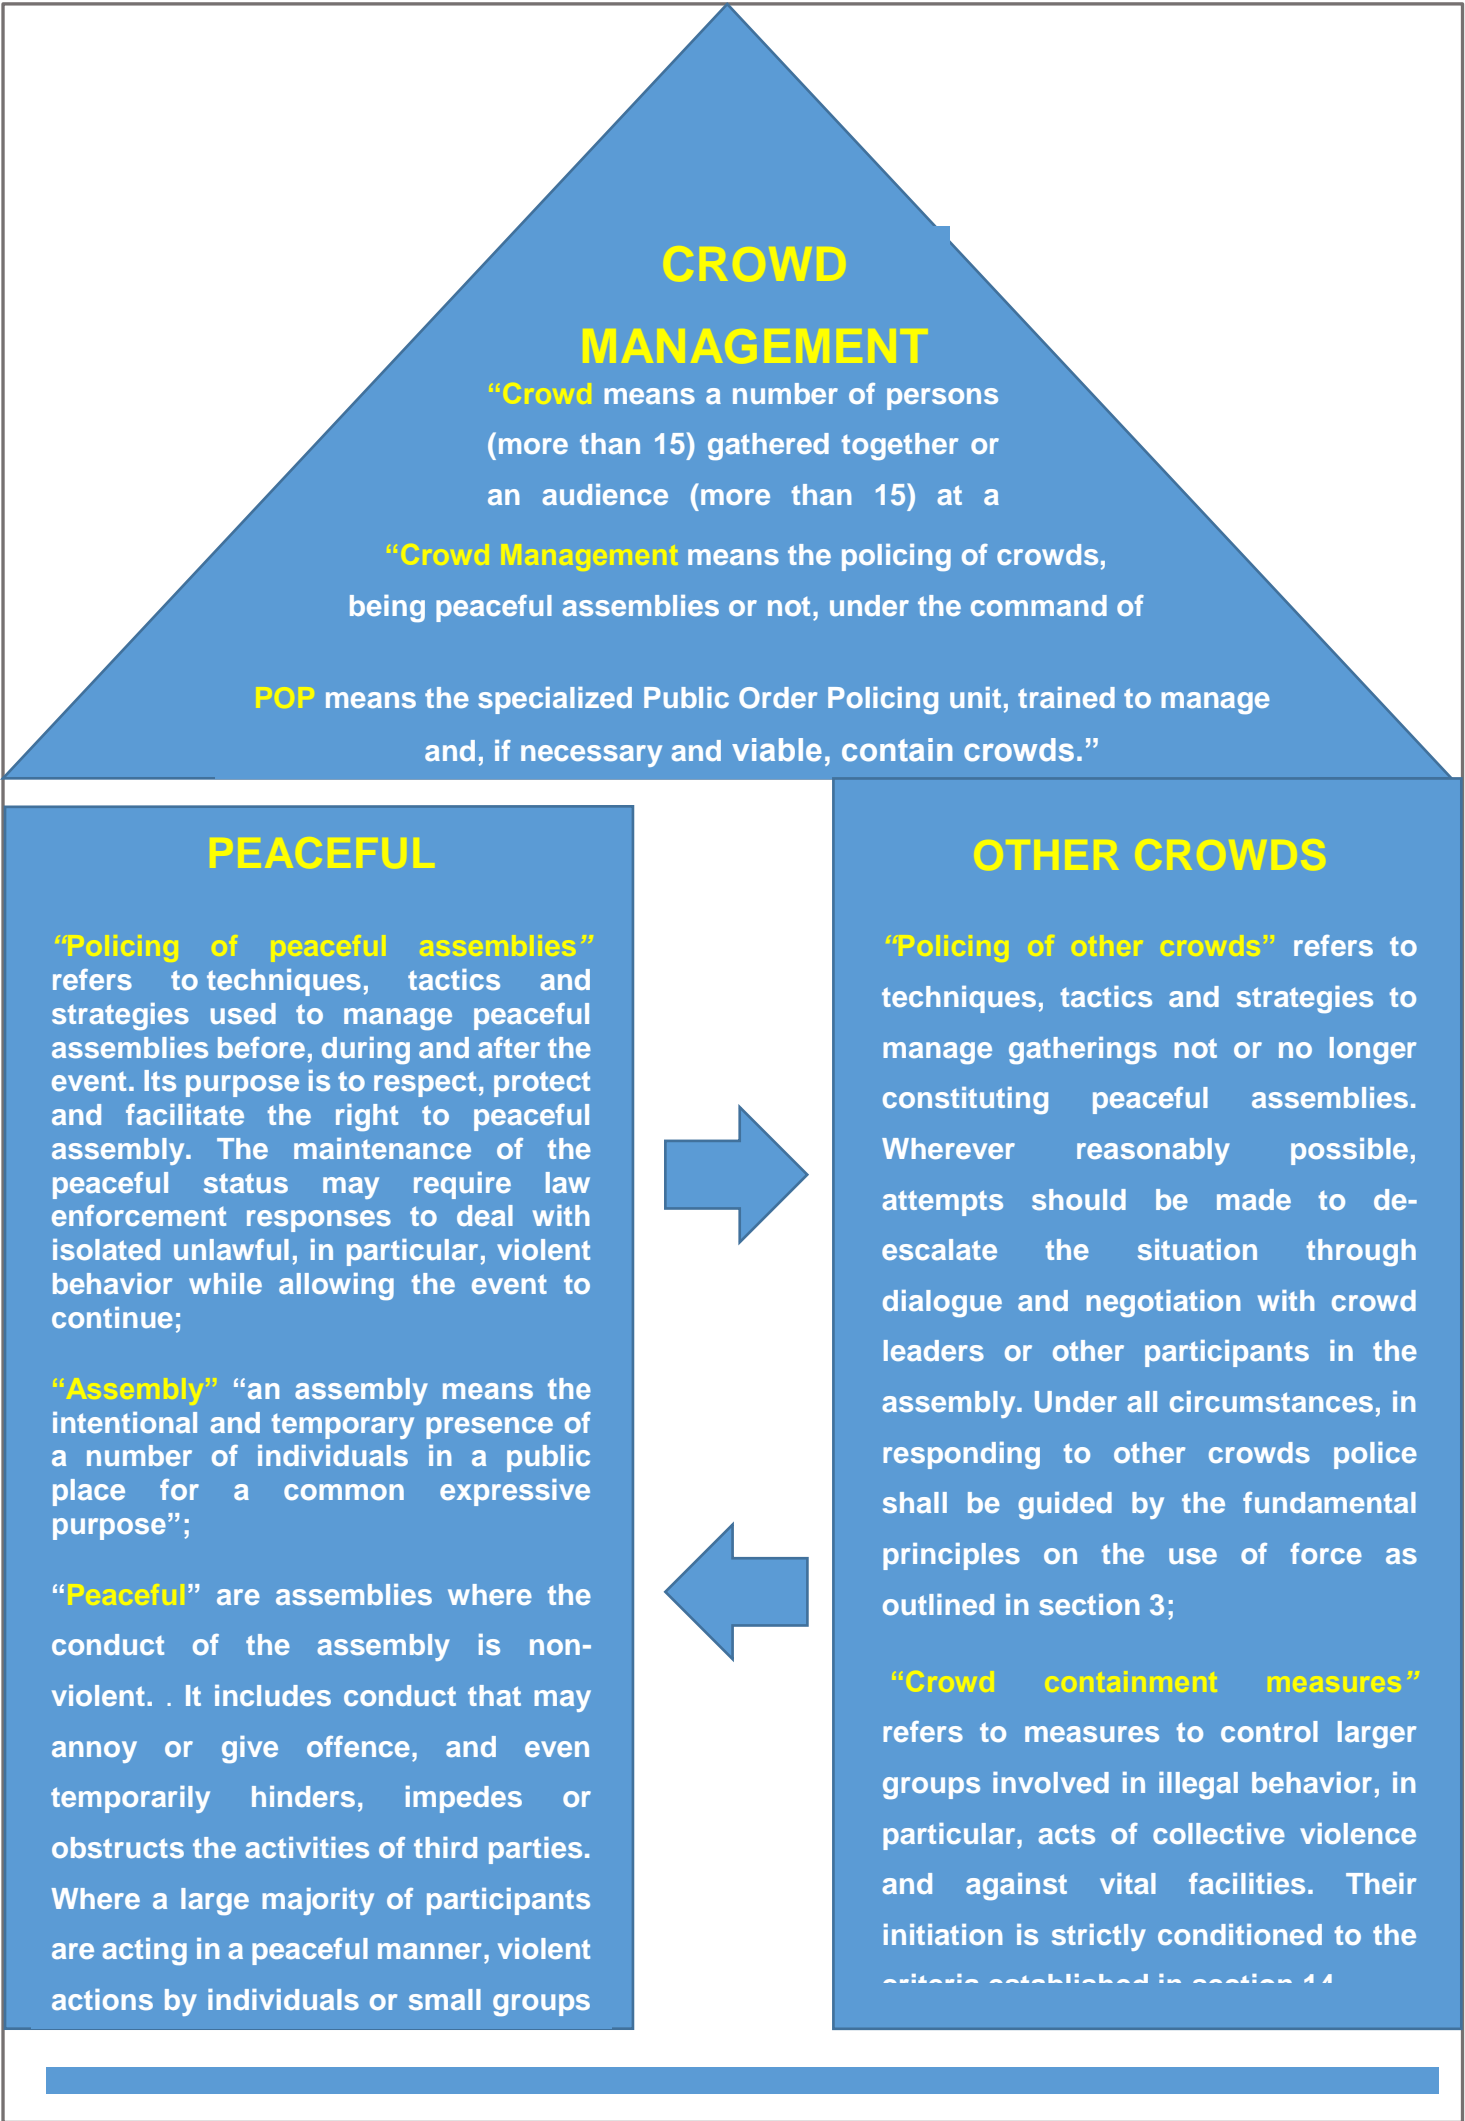 CROWD
MANAGEMENT
“Crowd means a number of persons
(more than 15) gathered together or
an audience (more than 15) at a
“Crowd Management means the policing of crowds,
being peaceful assemblies or not, under the command of
POP means the specialized Public Order Policing unit, trained to manage
and, if necessary and viable, contain crowds.”
PEACEFUL
“Policing of peaceful assemblies”
refers to techniques, tactics and
strategies used to manage peaceful
assemblies before, during and after the
event. Its purpose is to respect, protect
and facilitate the right to peaceful
assembly. The maintenance of the
peaceful status may require law
enforcement responses to deal with
isolated unlawful, in particular, violent
behavior while allowing the event to
continue;
“Assembly” “an assembly means the
intentional and temporary presence of
a number of individuals in a public
place for a common expressive
purpose”;
“Peaceful” are assemblies where the
conduct of the assembly is non-
violent. . It includes conduct that may
annoy or give offence, and even
temporarily hinders, impedes or
obstructs the activities of third parties.
Where a large majority of participants
are acting in a peaceful manner, violent
actions by individuals or small groups
OTHER CROWDS
“Policing of other crowds” refers to
techniques, tactics and strategies to
manage gatherings not or no longer
constituting peaceful assemblies.
Wherever reasonably possible,
attempts should be made to de-
escalate the situation through
dialogue and negotiation with crowd
leaders or other participants in the
assembly. Under all circumstances, in
responding to other crowds police
shall be guided by the fundamental
principles on the use of force as
outlined in section 3;
“Crowd containment measures”
refers to measures to control larger
groups involved in illegal behavior, in
particular, acts of collective violence
and against vital facilities. Their
initiation is strictly conditioned to the
criteria established in section 14